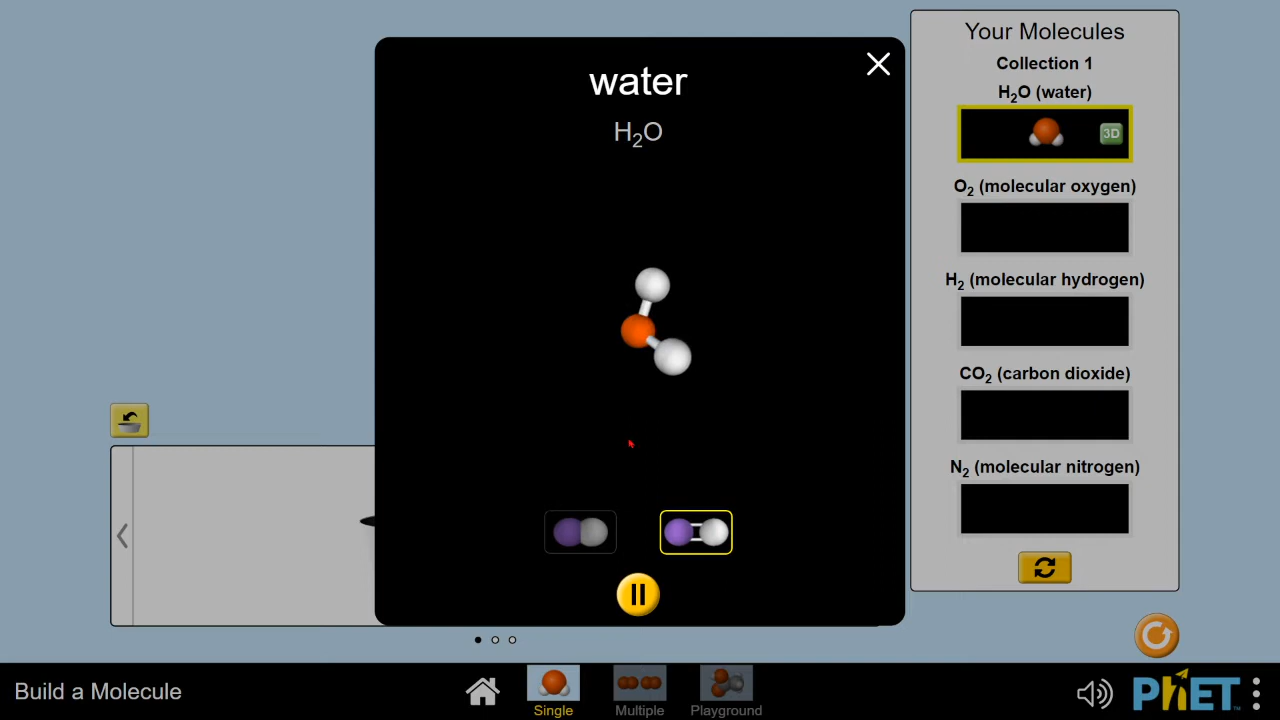 water
H₂O
Your Molecules
Collection 1
H₂O (water)
3D
O₂ (molecular oxygen)
H₂ (molecular hydrogen)
CO₂ (carbon dioxide)
N₂ (molecular nitrogen)
Build a Molecule
Single
Multiple
Playground
PhET